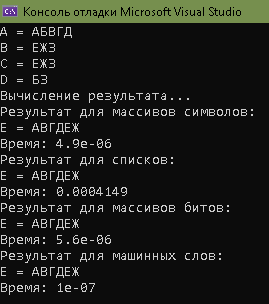 Консоль отладки Microsoft Visual Studio
A = АБВГД
B = ЕЖЗ
C = ЕЖЗ
D = БЗ
Вычисление результата...
Результат для массивов символов:
E = АВГДЕЖ
Время: 4.9e-06
Результат для списков:
E = АВГДЕЖ
Время: 0.0004149
Результат для массивов битов:
E = АВГДЕЖ
Время: 5.6e-06
Результат для машинных слов:
E = АВГДЕЖ
Время: 1e-07